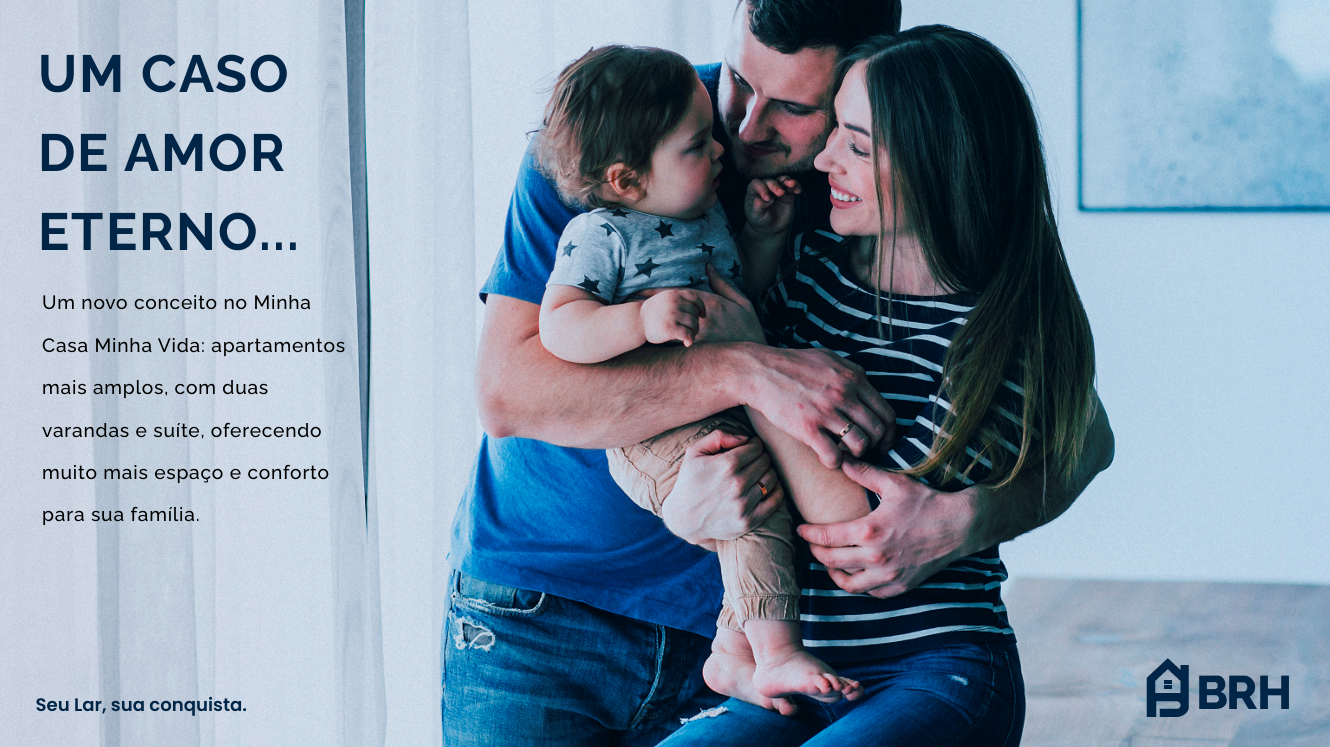 UM CASO
DE AMOR
ETERNO...
Um novo conceito no Minha
Casa Minha Vida: apartamentos
mais amplos, com duas
varandas e suíte, oferecendo
muito mais espaço e conforto
para sua família.
Seu Lar, sua conquista.
BRH